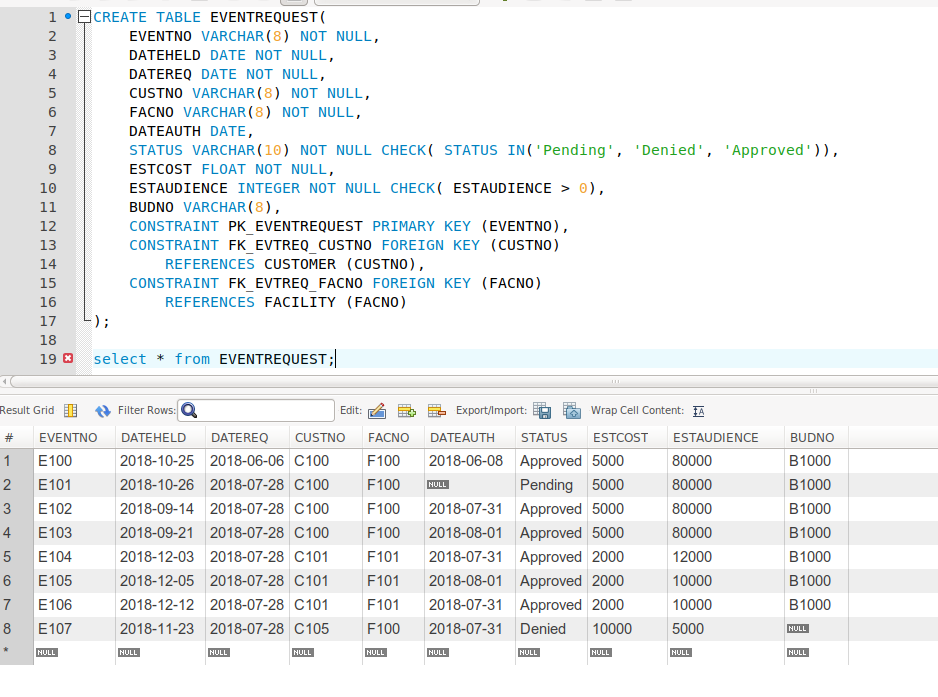 1 CREATE TABLE EVENTREQUEST(
2 EVENTNO VARCHAR(8) NOT NULL,
3 DATEHELD DATE NOT NULL,
4 DATEREQ DATE NOT NULL,
5 CUSTNO VARCHAR(8) NOT NULL,
6 FACNO VARCHAR(8) NOT NULL,
7 DATEAUTH DATE,
8 STATUS VARCHAR(10) NOT NULL CHECK( STATUS IN('Pending', 'Denied', 'Approved')),
9 ESTCOST FLOAT NOT NULL,
10 ESTAUDIENCE INTEGER NOT NULL CHECK( ESTAUDIENCE > 0),
11 BUDNO VARCHAR(8),
12 CONSTRAINT PK_EVENTREQUEST PRIMARY KEY (EVENTNO),
13 CONSTRAINT FK_EVTREQ_CUSTNO FOREIGN KEY (CUSTNO)
14 REFERENCES CUSTOMER (CUSTNO),
15 CONSTRAINT FK_EVTREQ_FACNO FOREIGN KEY (FACNO)
16 REFERENCES FACILITY (FACNO)
17 );
18
19 select * from EVENTREQUEST;
Result Grid Filter Rows: Edit: Export/Import: Wrap Cell Content: IA
# EVENTNO DATEHELD DATEREQ CUSTNO FACNO DATEAUTH STATUS ESTCOST ESTAUDIENCE BUDNO
1 E100 2018-10-25 2018-06-06 C100 F100 2018-06-08 Approved 5000 80000 B1000
2 E101 2018-10-26 2018-07-28 C100 F100 NULL Pending 5000 80000 B1000
3 E102 2018-09-14 2018-07-28 C100 F100 2018-07-31 Approved 5000 80000 B1000
4 E103 2018-09-21 2018-07-28 C100 F100 2018-08-01 Approved 5000 80000 B1000
5 E104 2018-12-03 2018-07-28 C101 F101 2018-07-31 Approved 2000 12000 B1000
6 E105 2018-12-05 2018-07-28 C101 F101 2018-08-01 Approved 2000 10000 B1000
7 E106 2018-12-12 2018-07-28 C101 F101 2018-07-31 Approved 2000 10000 B1000
8 E107 2018-11-23 2018-07-28 C105 F100 2018-07-31 Denied 10000 5000 NULL
* NULL NULL NULL NULL NULL NULL NULL NULL NULL NULL